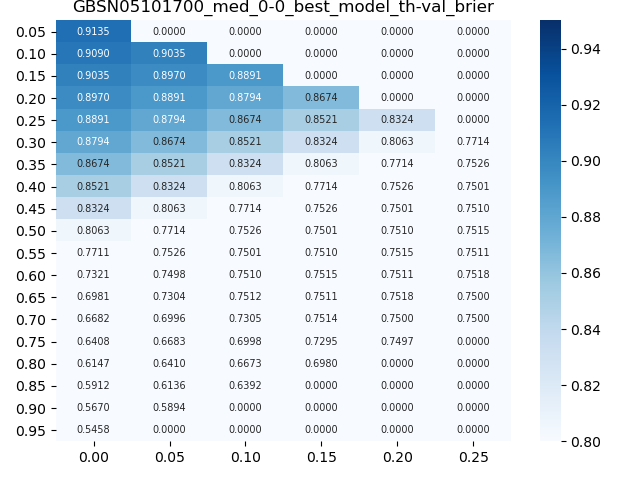 GBSN05101700_med_0-0_best_model_th-val_brier
0.05 0.9135 0.0000 0.0000 0.0000 0.0000 0.0000
0.10 0.9090 0.9035 0.0000 0.0000 0.0000 0.0000
0.15 0.9035 0.8970 0.8891 0.0000 0.0000 0.0000
0.20 0.8970 0.8891 0.8794 0.8674 0.0000 0.0000
0.25 0.8891 0.8794 0.8674 0.8521 0.8324 0.0000
0.30 0.8794 0.8674 0.8521 0.8324 0.8063 0.7714
0.35 0.8674 0.8521 0.8324 0.8063 0.7714 0.7526
0.40 0.8521 0.8324 0.8063 0.7714 0.7526 0.7501
0.45 0.8324 0.8063 0.7714 0.7526 0.7501 0.7510
0.50 0.8063 0.7714 0.7526 0.7501 0.7510 0.7515
0.55 0.7711 0.7526 0.7501 0.7510 0.7515 0.7511
0.60 0.7321 0.7498 0.7510 0.7515 0.7511 0.7518
0.65 0.6981 0.7304 0.7512 0.7511 0.7518 0.7500
0.70 0.6682 0.6996 0.7305 0.7514 0.7500 0.7500
0.75 0.6408 0.6683 0.6998 0.7295 0.7497 0.0000
0.80 0.6147 0.6410 0.6673 0.6980 0.0000 0.0000
0.85 0.5912 0.6136 0.6392 0.0000 0.0000 0.0000
0.90 0.5670 0.5894 0.0000 0.0000 0.0000 0.0000
0.95 0.5458 0.0000 0.0000 0.0000 0.0000 0.0000
0.00 0.05 0.10 0.15 0.20 0.25
0.94
0.92
0.90
0.88
0.86
0.84
0.82
0.80